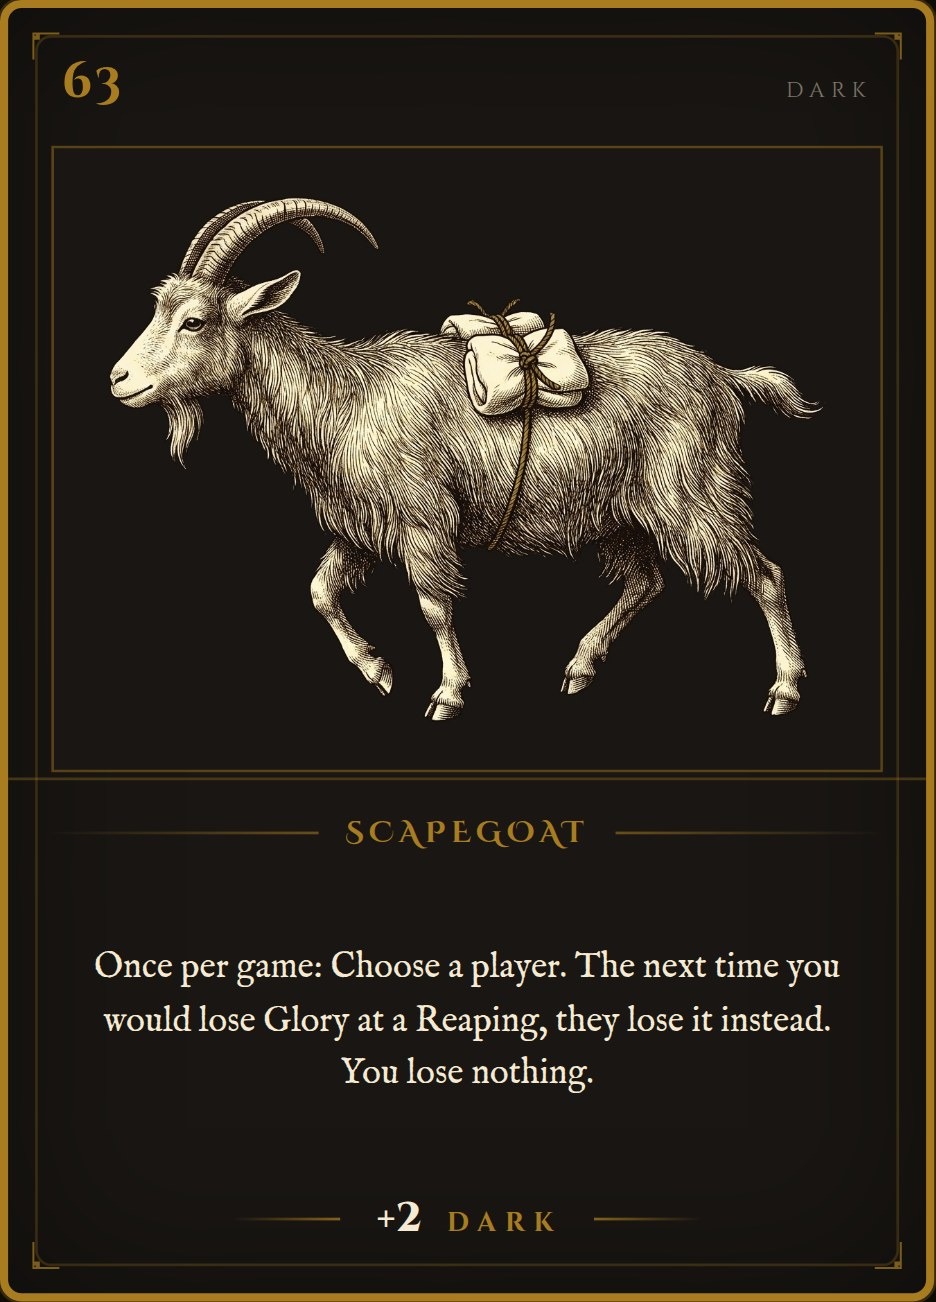 63
DARK
SCAPEGOAT
Once per game: Choose a player. The next time you
would lose Glory at a Reaping, they lose it instead.
You lose nothing.
+2 DARK